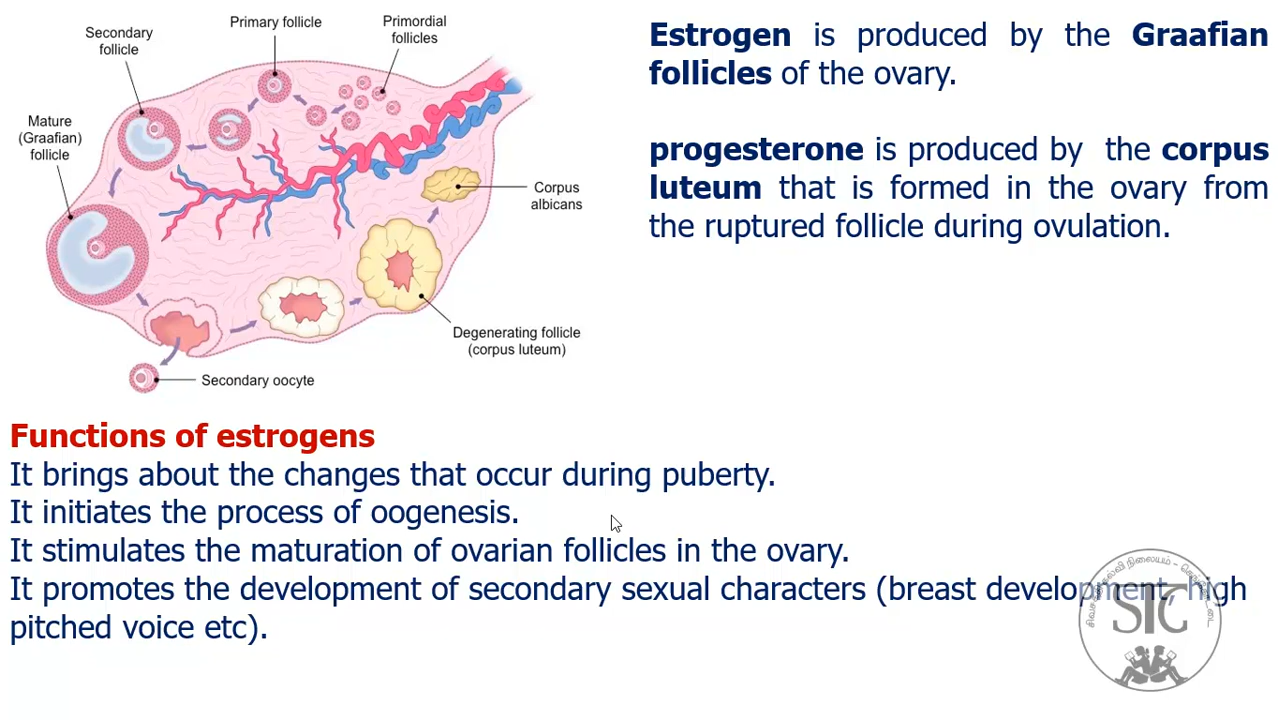 Primary follicle
Primordial
follicles
Secondary
follicle
Mature
(Graafian)
follicle
Corpus
albicans
Degenerating follicle
(corpus luteum)
Secondary oocyte
Estrogen is produced by the Graafian
follicles of the ovary.
progesterone is produced by the corpus
luteum that is formed in the ovary from
the ruptured follicle during ovulation.
Functions of estrogens
It brings about the changes that occur during puberty.
It initiates the process of oogenesis.
It stimulates the maturation of ovarian follicles in the ovary.
It promotes the development of secondary sexual characters (breast development, high
pitched voice etc).
STC